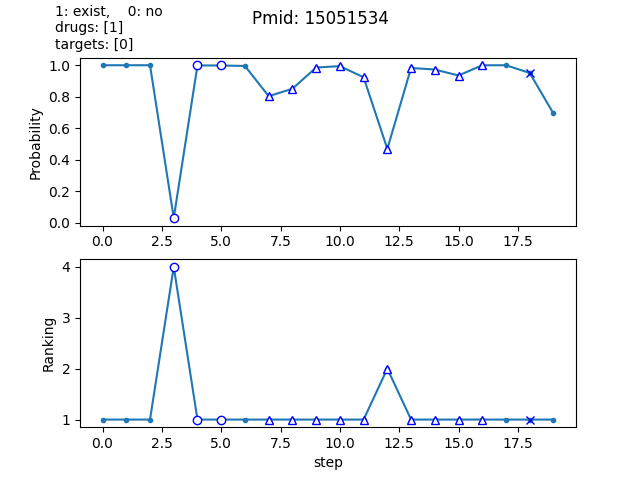 1: exist,    0: no
drugs: [1]
targets: [0]
Pmid: 15051534
Probability
1.0
0.8
0.6
0.4
0.2
0.0
0.0 2.5 5.0 7.5 10.0 12.5 15.0 17.5
Ranking
4
3
2
1
0.0 2.5 5.0 7.5 10.0 12.5 15.0 17.5
step